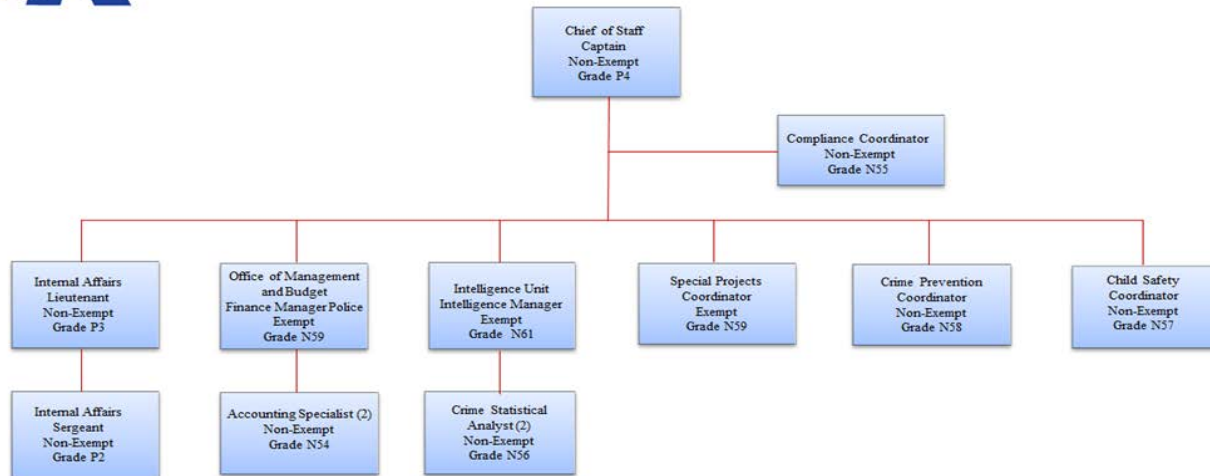 Chief of Staff
Captain
Non-Exempt
Grade P4
Compliance Coordinator
Non-Exempt
Grade N55
Internal Affairs
Lieutenant
Non-Exempt
Grade P3
Office of Management
and Budget
Finance Manager Police
Exempt
Grade N59
Intelligence Unit
Intelligence Manager
Exempt
Grade N61
Special Projects
Coordinator
Exempt
Grade N59
Crime Prevention
Coordinator
Non-Exempt
Grade N58
Child Safety
Coordinator
Non-Exempt
Grade N57
Internal Affairs
Sergeant
Non-Exempt
Grade P2
Accounting Specialist (2)
Non-Exempt
Grade N54
Crime Statistical
Analyst (2)
Non-Exempt
Grade N56